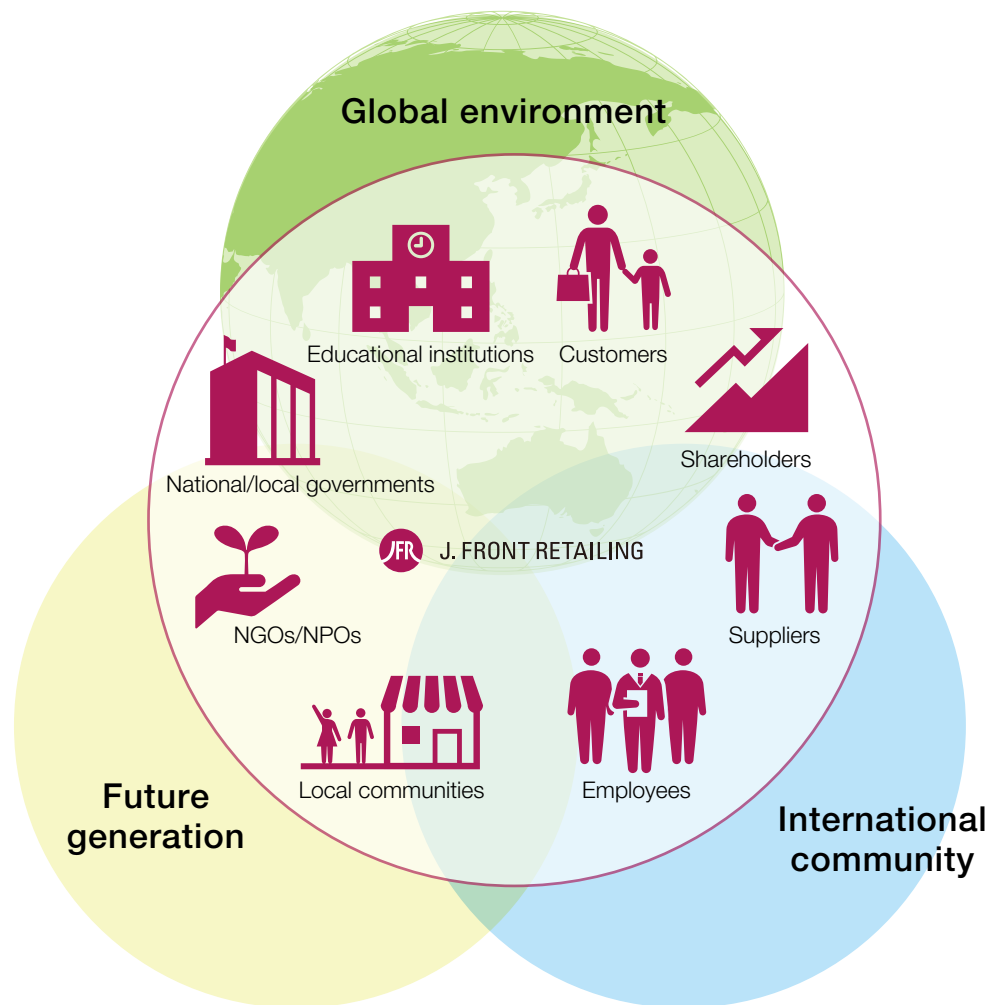 Global environment
Educational institutions
Customers
Shareholders
National/local governments
JFR J. FRONT RETAILING
NGOs/NPOs
Suppliers
Local communities
Employees
Future
generation
International
community